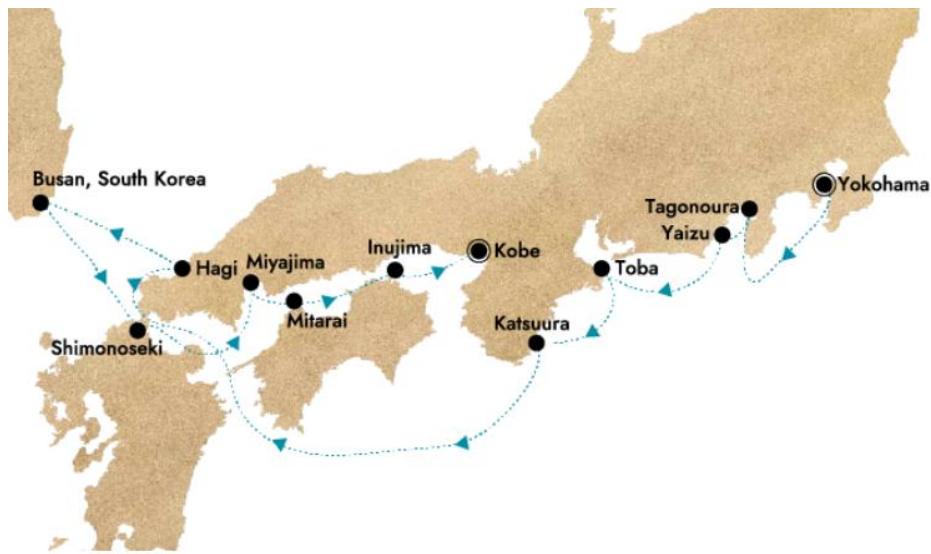 Busan, South Korea
Yokohama
Tagonoura
Yaizu
Inujima
Kobe
Hagi
Miyajima
Toba
Mitarai
Katsuura
Shimonoseki